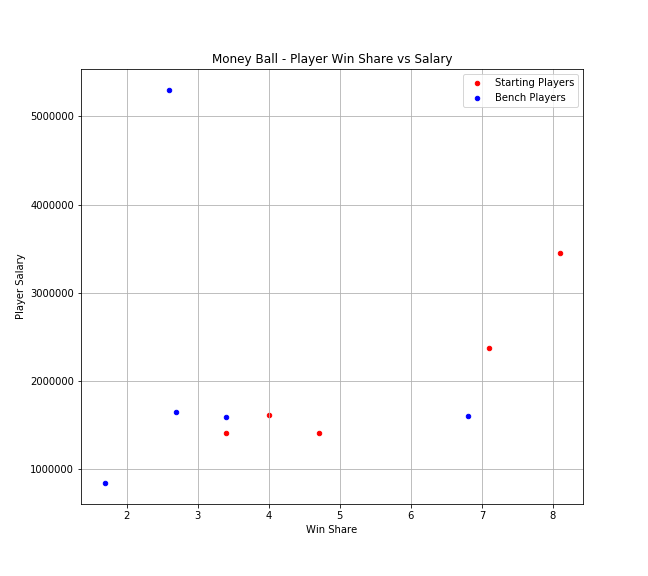 Money Ball - Player Win Share vs Salary
Starting Players
Bench Players
5000000
4000000
3000000
2000000
1000000
Player Salary
2 3 4 5 6 7 8
Win Share